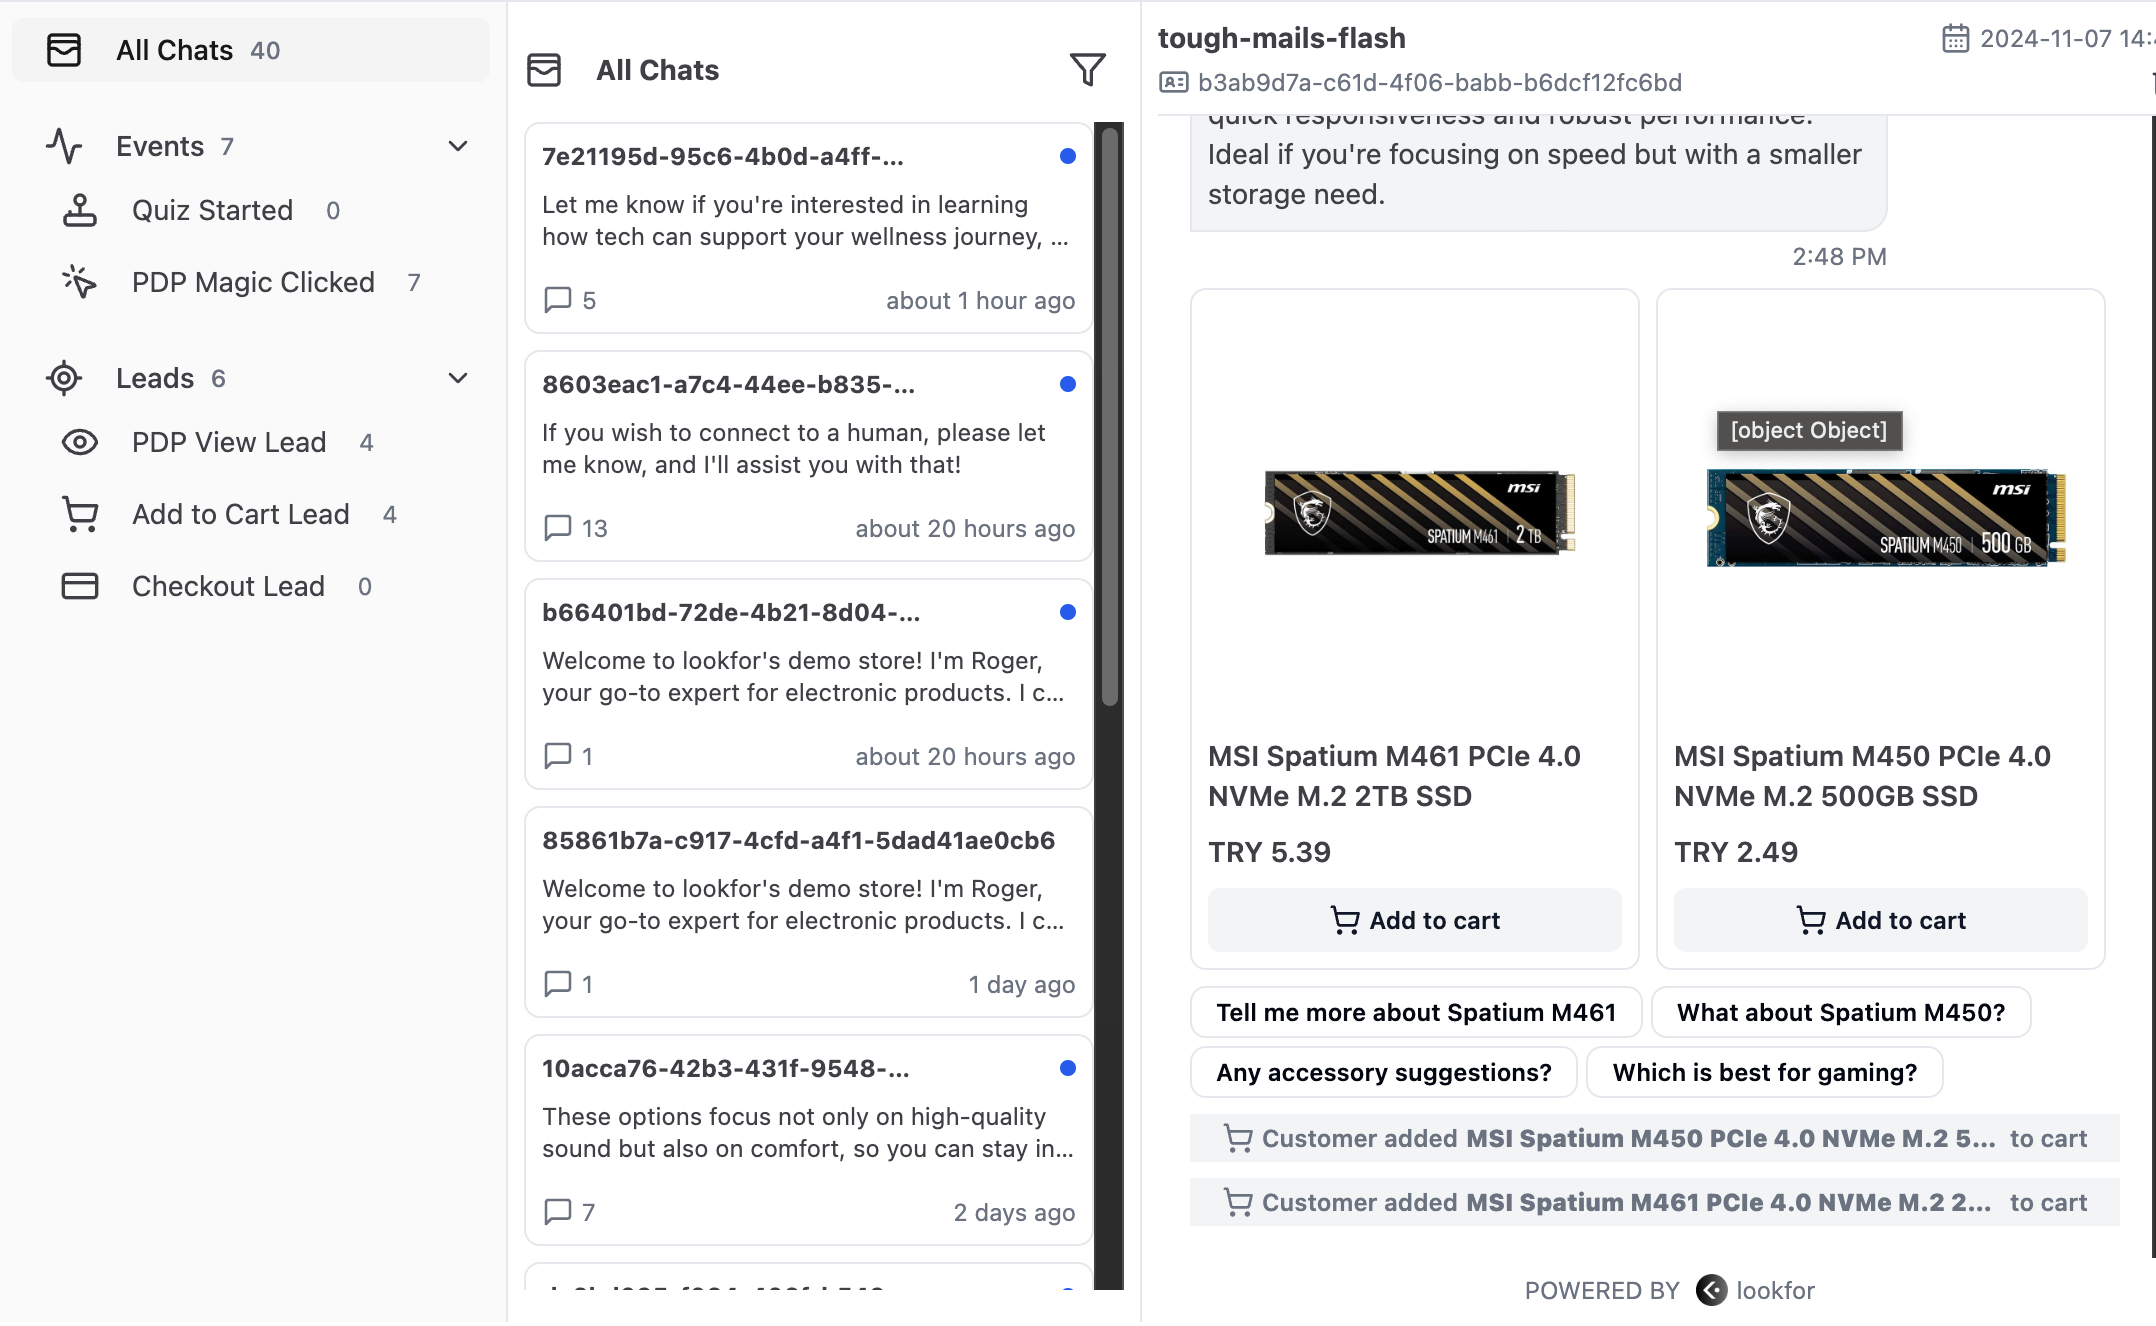 All Chats 40
Events 7
Quiz Started 0
PDP Magic Clicked 7
Leads 6
PDP View Lead 4
Add to Cart Lead 4
Checkout Lead 0
All Chats
7e21195d-95c6-4b0d-a4ff-...
Let me know if you're interested in learning
how tech can support your wellness journey, ...
5 about 1 hour ago
8603eac1-a7c4-44ee-b835-...
If you wish to connect to a human, please let
me know, and I'll assist you with that!
13 about 20 hours ago
b66401bd-72de-4b21-8d04-...
Welcome to lookfor's demo store! I'm Roger,
your go-to expert for electronic products. I c...
1 about 20 hours ago
85861b7a-c917-4cfd-a4f1-5dad41ae0cb6
Welcome to lookfor's demo store! I'm Roger,
your go-to expert for electronic products. I c...
1 1 day ago
10acca76-42b3-431f-9548-...
These options focus not only on high-quality
sound but also on comfort, so you can stay in...
7 2 days ago
tough-mails-flash
2024-11-07 14:
b3ab9d7a-c61d-4f06-babb-b6dcf12fc6bd
quick responsiveness and robust performance.
Ideal if you're focusing on speed but with a smaller
storage need.
2:48 PM
msi
SPATIUM M461 | 2 TB
[object Object]
msi
SPATIUM M450 | 500 GB
MSI Spatium M461 PCIe 4.0
NVMe M.2 2TB SSD
TRY 5.39
Add to cart
MSI Spatium M450 PCIe 4.0
NVMe M.2 500GB SSD
TRY 2.49
Add to cart
Tell me more about Spatium M461
What about Spatium M450?
Any accessory suggestions?
Which is best for gaming?
Customer added MSI Spatium M450 PCIe 4.0 NVMe M.2 5... to cart
Customer added MSI Spatium M461 PCIe 4.0 NVMe M.2 2... to cart
POWERED BY lookfor